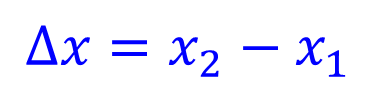 Δ𝑥 = 𝑥₂ − 𝑥₁